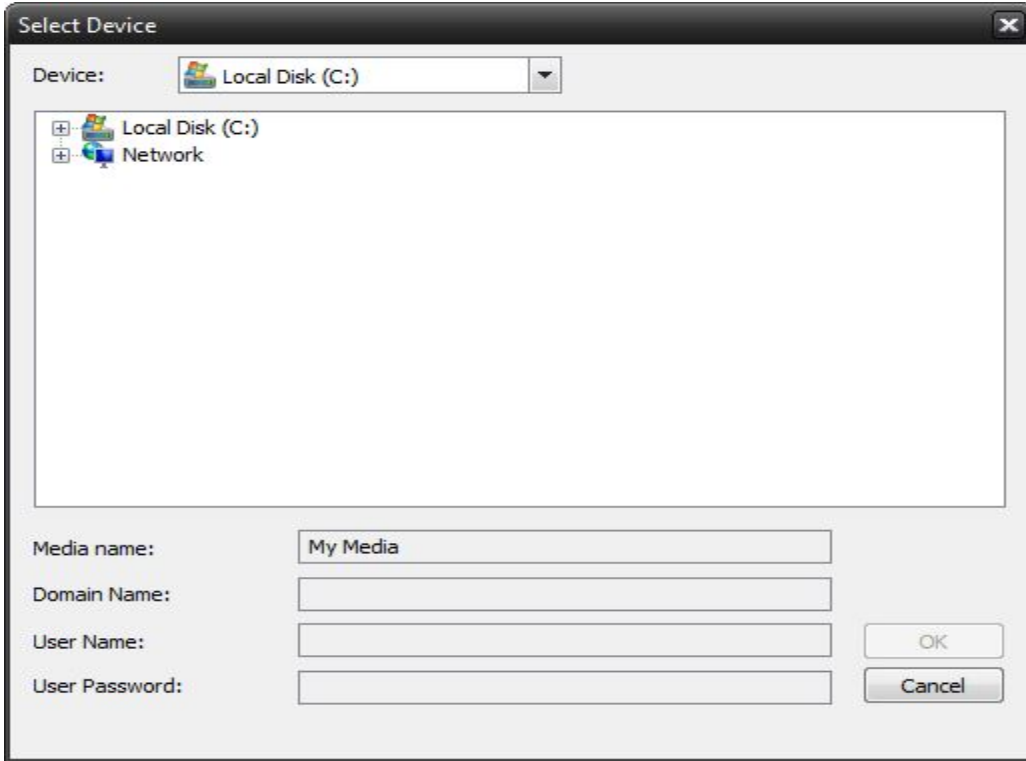 Select Device
Device: Local Disk (C:)
Local Disk (C:)
Network
Media name: My Media
Domain Name:
User Name: OK
User Password: Cancel